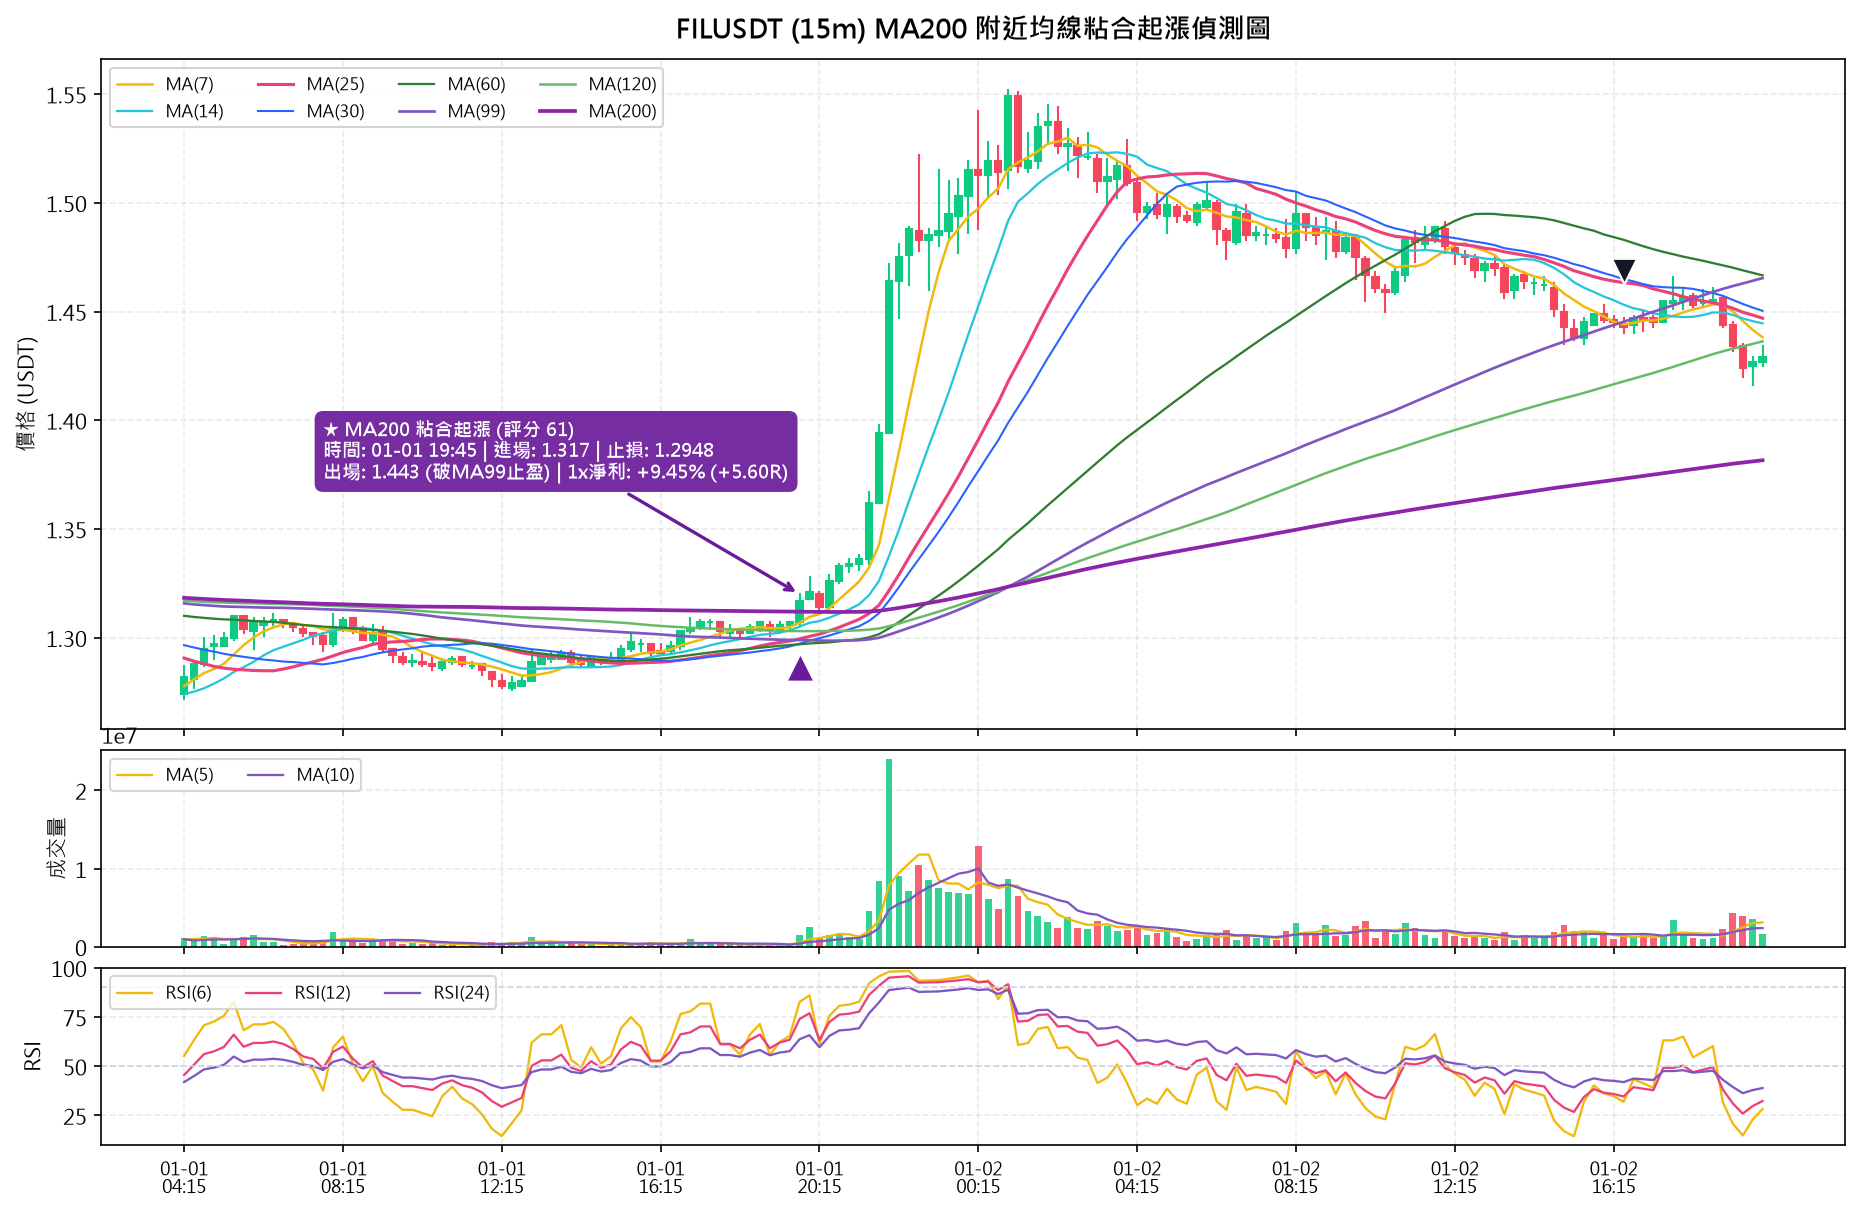 FILUSDT (15m) MA200 附近均線粘合起漲偵測圖
MA(7) MA(25) MA(60) MA(120)
MA(14) MA(30) MA(99) MA(200)
價格 (USDT)
1.55
1.50
1.45
1.40
1.35
1.30
★ MA200 粘合起漲 (評分 61)
時間: 01-01 19:45 | 進場: 1.317 | 止損: 1.2948
出場: 1.443 (破MA99止盈) | 1x淨利: +9.45% (+5.60R)
1e7
MA(5) MA(10)
成交量
2
1
0
RSI(6) RSI(12) RSI(24)
RSI
100
75
50
25
01-01 01-01 01-01 01-01 01-01 01-02 01-02 01-02 01-02 01-02
04:15 08:15 12:15 16:15 20:15 00:15 04:15 08:15 12:15 16:15